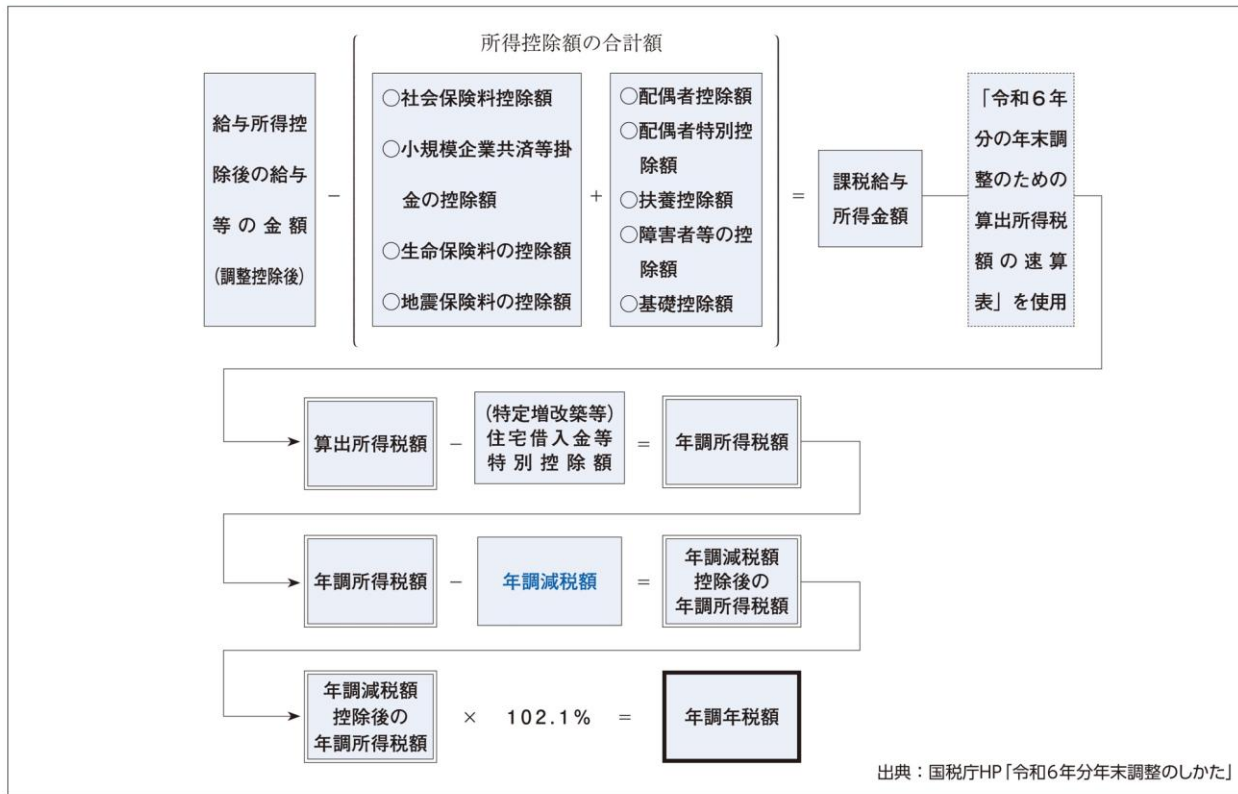 所得控除額の合計額
給与所得控
除後の給与
等の金額
(調整控除後)
−
○社会保険料控除額
○小規模企業共済等掛
金の控除額
○生命保険料の控除額
○地震保険料の控除額
+
○配偶者控除額
○配偶者特別控
除額
○扶養控除額
○障害者等の控
除額
○基礎控除額
=
課税給与
所得金額
「令和6年
分の年末調
整のための
算出所得税
額の速算
表」を使用
算出所得税額
−
(特定増改築等)
住宅借入金等
特別控除額
=
年調所得税額
年調所得税額
−
年調減税額
=
年調減税額
控除後の
年調所得税額
年調減税額
控除後の
年調所得税額
×
102.1%
=
年調年税額
出典：国税庁HP「令和6年分年末調整のしかた」